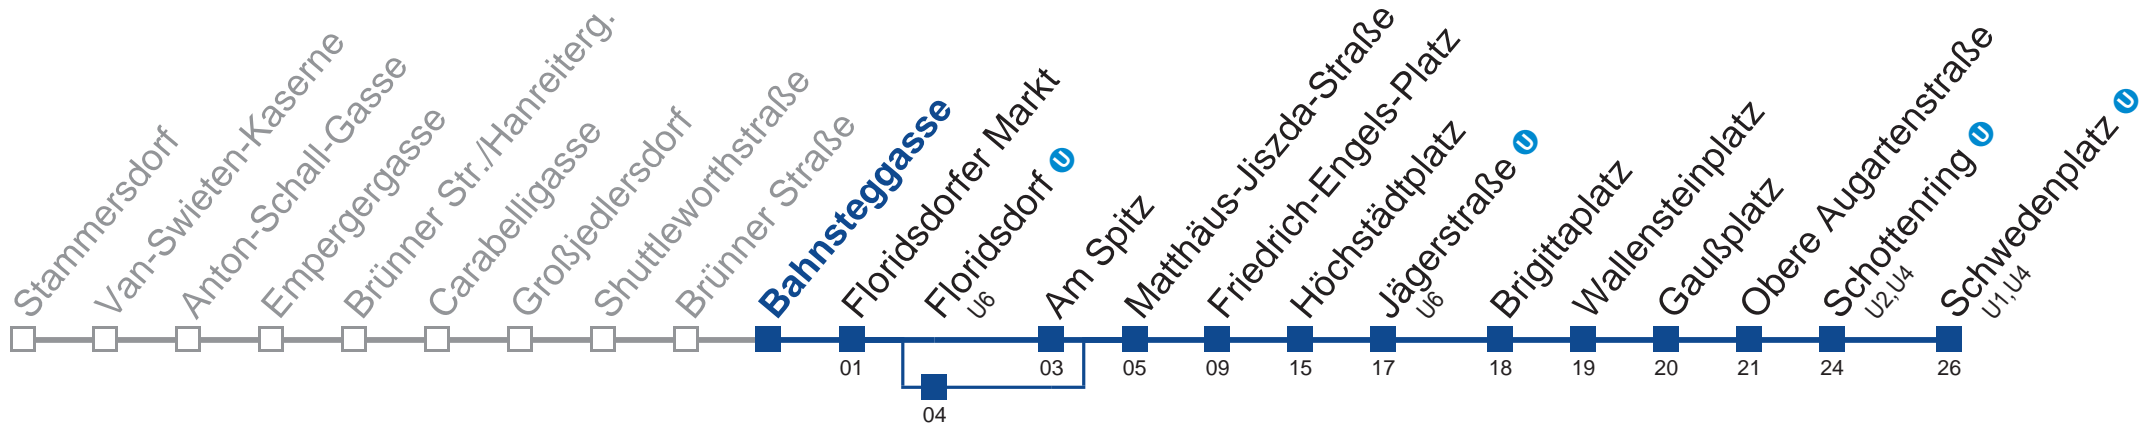 Stammersdorf
Van-Swieten-Kaserne
Anton-Schall-Gasse
Empergergasse
Brünner Str./Hanreiterg.
Carabelligasse
Großjedlersdorf
Shuttleworthstraße
Brünner Straße
Bahnsteggasse
Floridsdorfer Markt
Floridsdorf U
U6
Am Spitz
Matthäus-Jiszda-Straße
Friedrich-Engels-Platz
Höchstädtplatz
Jägerstraße U
U6
Brigittaplatz
Wallensteinplatz
Gaußplatz
Obere Augartenstraße
Schottenring U
U2,U4
Schwedenplatz U
U1,U4
01
03
05
09
15
17
18
19
20
21
24
26
04